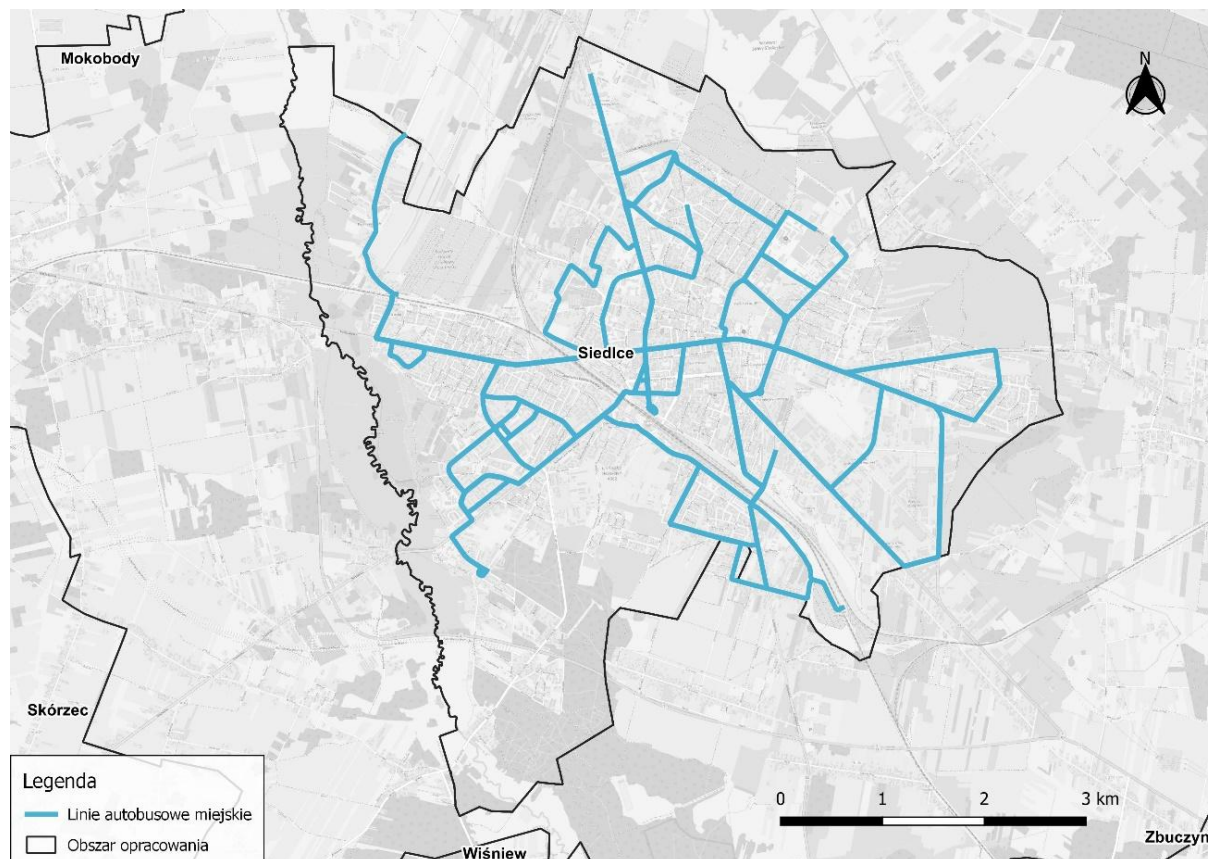 Mokobody
N
Siedlce
Skórzec
Legenda
Linie autobusowe miejskie
Obszar opracowania
0 1 2 3 km
Wiśniew
Zbuczyn